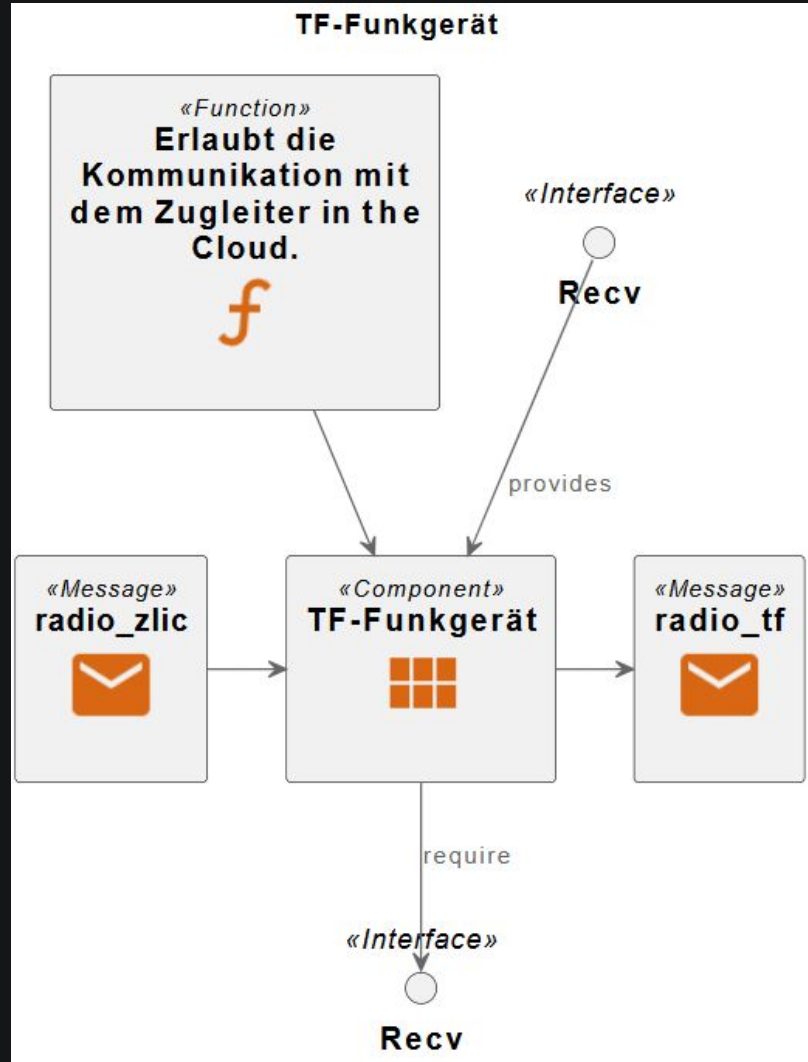 TF-Funkgerät
«Function»
Erlaubt die
Kommunikation mit
dem Zugleiter in the
Cloud.
«Interface»
Recv
provides
«Message»
radio_zlic
«Component»
TF-Funkgerät
«Message»
radio_tf
require
«Interface»
Recv